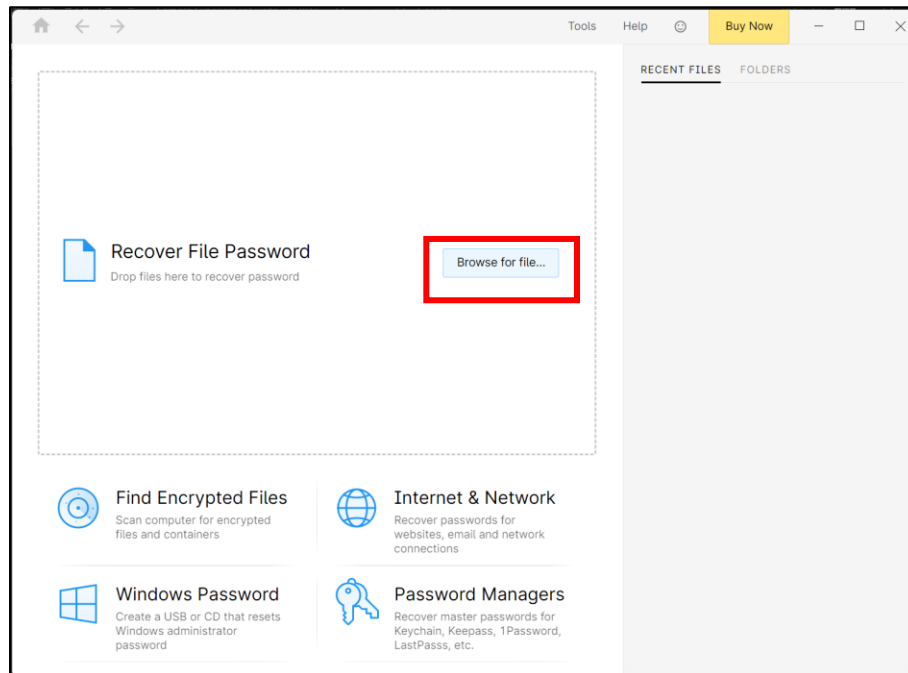 Tools Help Buy Now
RECENT FILES FOLDERS
Recover File Password
Drop files here to recover password
Browse for file...
Find Encrypted Files
Scan computer for encrypted
files and containers
Internet & Network
Recover passwords for
websites, email and network
connections
Windows Password
Create a USB or CD that resets
Windows administrator
password
Password Managers
Recover master passwords for
Keychain, Keepass, 1Password,
LastPasss, etc.